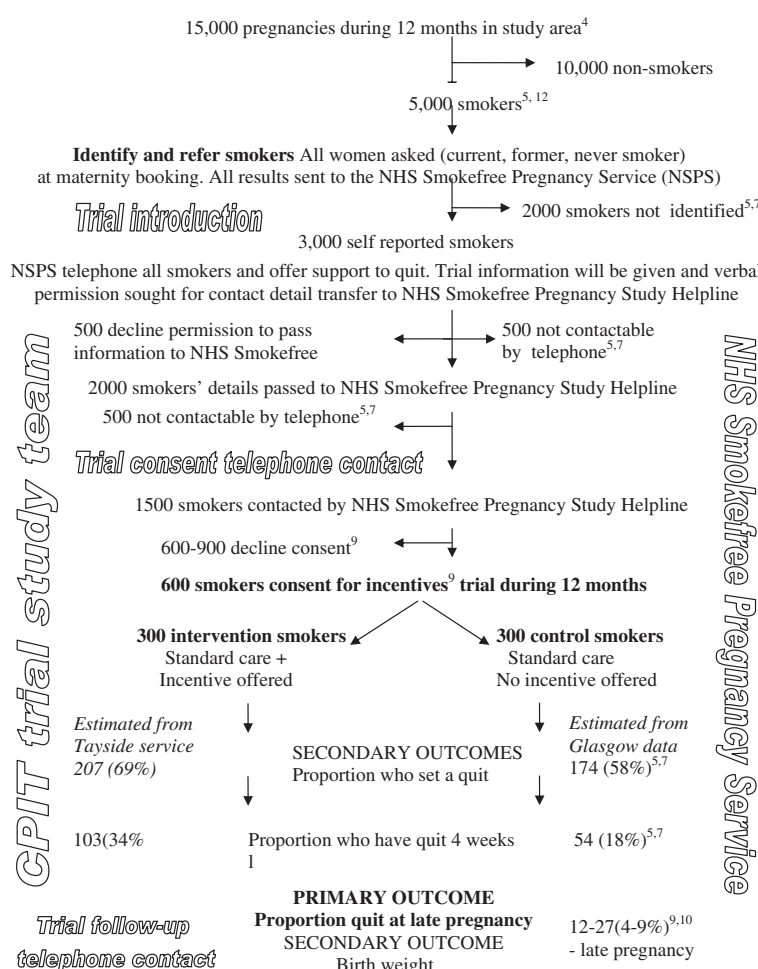 15,000 pregnancies during 12 months in study area4
10,000 non-smokers
5,000 smokers5, 12
Identify and refer smokers All women asked (current, former, never smoker)
at maternity booking. All results sent to the NHS Smokefree Pregnancy Service (NSPS)
Trial introduction
2000 smokers not identified5,7
3,000 self reported smokers
NSPS telephone all smokers and offer support to quit. Trial information will be given and verbal
permission sought for contact detail transfer to NHS Smokefree Pregnancy Study Helpline
500 decline permission to pass
information to NHS Smokefree
500 not contactable
by telephone5,7
2000 smokers' details passed to NHS Smokefree Pregnancy Study Helpline
500 not contactable by telephone5,7
Trial consent telephone contact
1500 smokers contacted by NHS Smokefree Pregnancy Study Helpline
600-900 decline consent9
600 smokers consent for incentives9 trial during 12 months
300 intervention smokers
Standard care +
Incentive offered
300 control smokers
Standard care
No incentive offered
Estimated from
Tayside service
207 (69%)
SECONDARY OUTCOMES
Proportion who set a quit
Estimated from
Glasgow data
174 (58%)5,7
103(34%
Proportion who have quit 4 weeks
l
54 (18%)5,7
PRIMARY OUTCOME
Proportion quit at late pregnancy
SECONDARY OUTCOME
Birth weight
Trial follow-up
telephone contact
12-27(4-9%)9,10
- late pregnancy
CPIT trial study team
NHS Smokefree Pregnancy Service